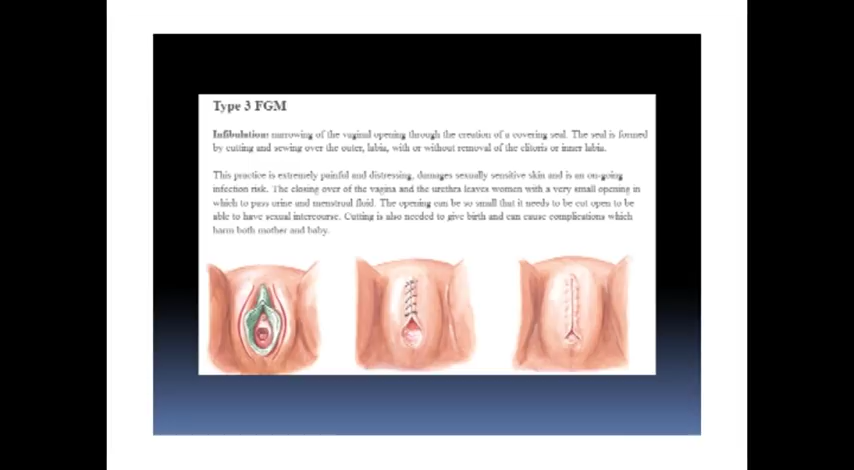 Type 3 FGM
Infibulation: narrowing of the vaginal opening through the creation of a covering seal. The seal is formed
by cutting and sewing over the outer, labia, with or without removal of the clitoris or inner labia.
This practice is extremely painful and distressing, damages sexually sensitive skin and is an on-going
infection risk. The closing over of the vagina and the urethra leaves women with a very small opening in
which to pass urine and menstrual fluid. The opening can be so small that it needs to be cut open to be
able to have sexual intercourse. Cutting is also needed to give birth and can cause complications which
harm both mother and baby.